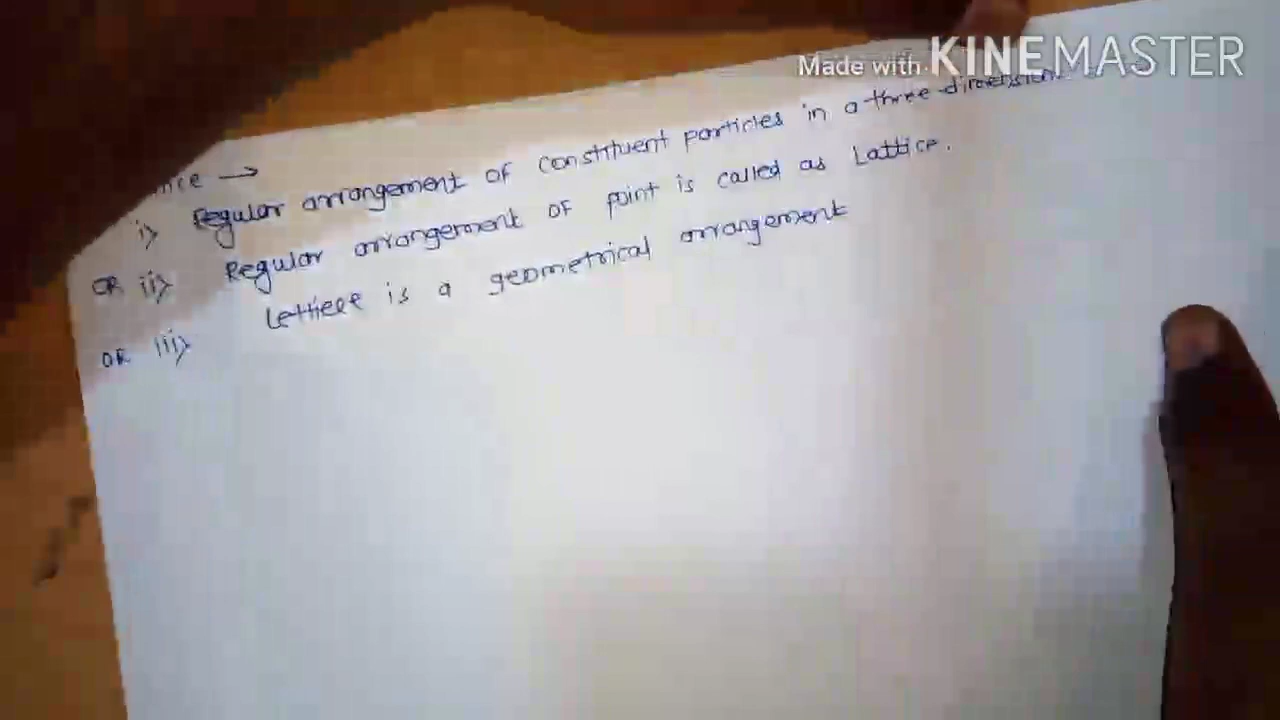 Made with KINEMASTER
i) Regular arrangement of constituent particles in a three-dimension
OR ii) Regular arrangement of point is called as Lattice.
OR iii) Lettiece is a geometrical arrangement